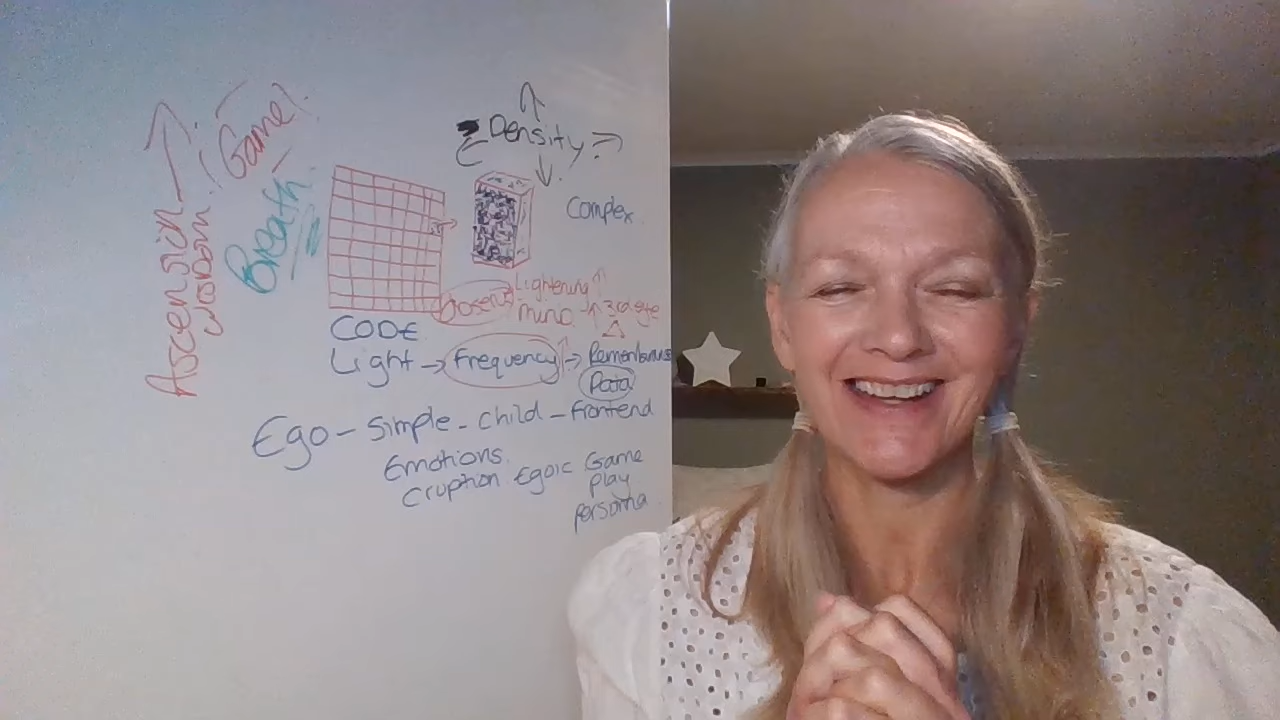 Ascension
wisdom
(Game).
Breath.
Density
Complex.
Observe
Lightening
mind
3rd eye
CODE
Light → Frequency → Remembrance
Data
Ego - simple - child - frontend
Emotions.
Eruption Egoic Game
play
persona